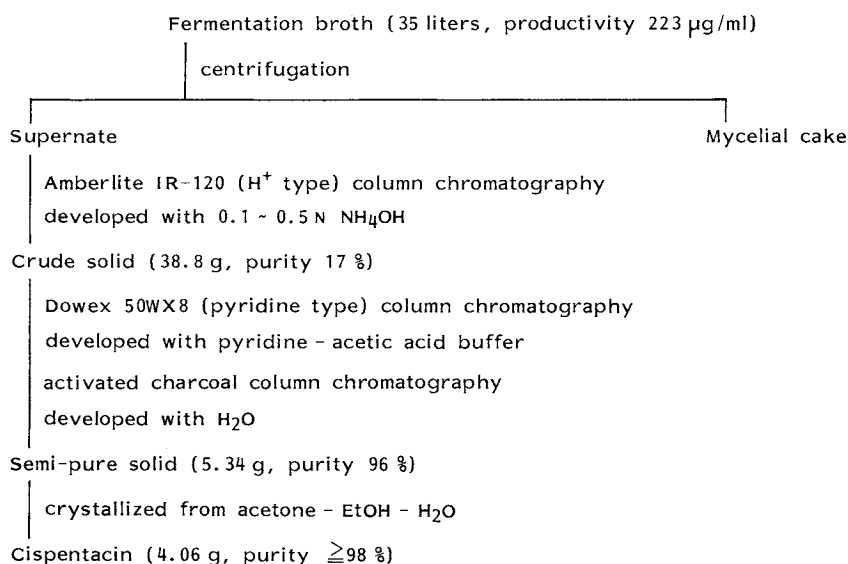 Fermentation broth (35 liters, productivity 223 μg/ml)
centrifugation
Supernate Mycelial cake
Amberlite IR-120 (H⁺ type) column chromatography
developed with 0.1 ~ 0.5 N NH₄OH
Crude solid (38.8 g, purity 17 %)
Dowex 50WX8 (pyridine type) column chromatography
developed with pyridine - acetic acid buffer
activated charcoal column chromatography
developed with H₂O
Semi-pure solid (5.34 g, purity 96 %)
crystallized from acetone - EtOH - H₂O
Cispentacin (4.06 g, purity ≧98 %)